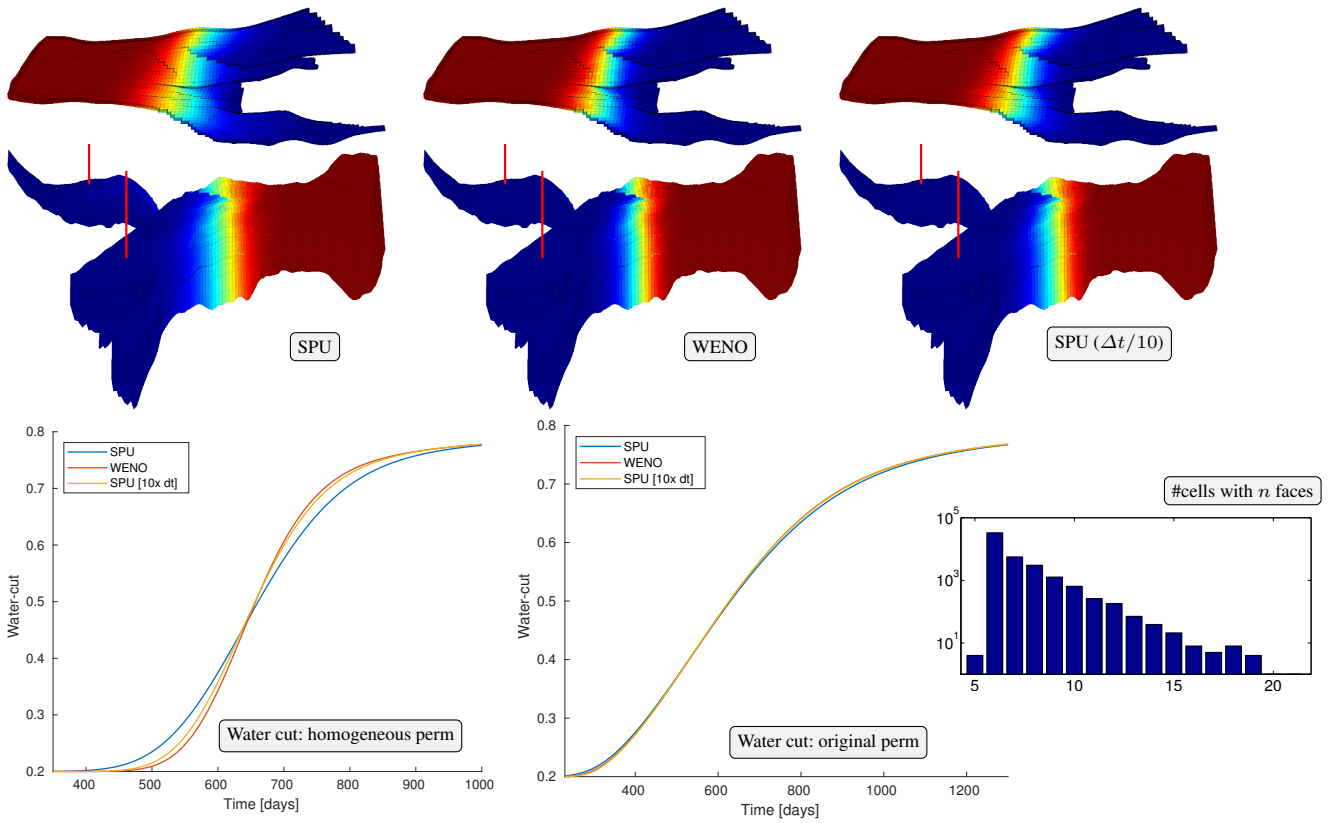 SPU
WENO
SPU (Δt/10)
0.8
0.7
0.6
0.5
0.4
0.3
0.2
Water-cut
SPU
WENO
SPU [10x dt]
Water cut: homogeneous perm
400
500
600
700
800
900
1000
Time [days]
0.8
0.7
0.6
0.5
0.4
0.3
0.2
Water-cut
SPU
WENO
SPU [10x dt]
Water cut: original perm
400
600
800
1000
1200
Time [days]
#cells with n faces
10^5
10^3
10^1
5
10
15
20